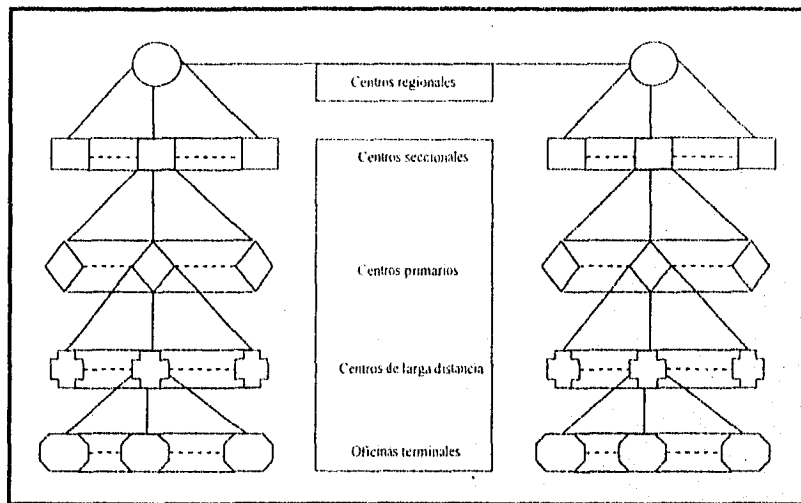 Centros regionales
Centros seccionales
Centros primarios
Centros de larga distancia
Oficinas terminales